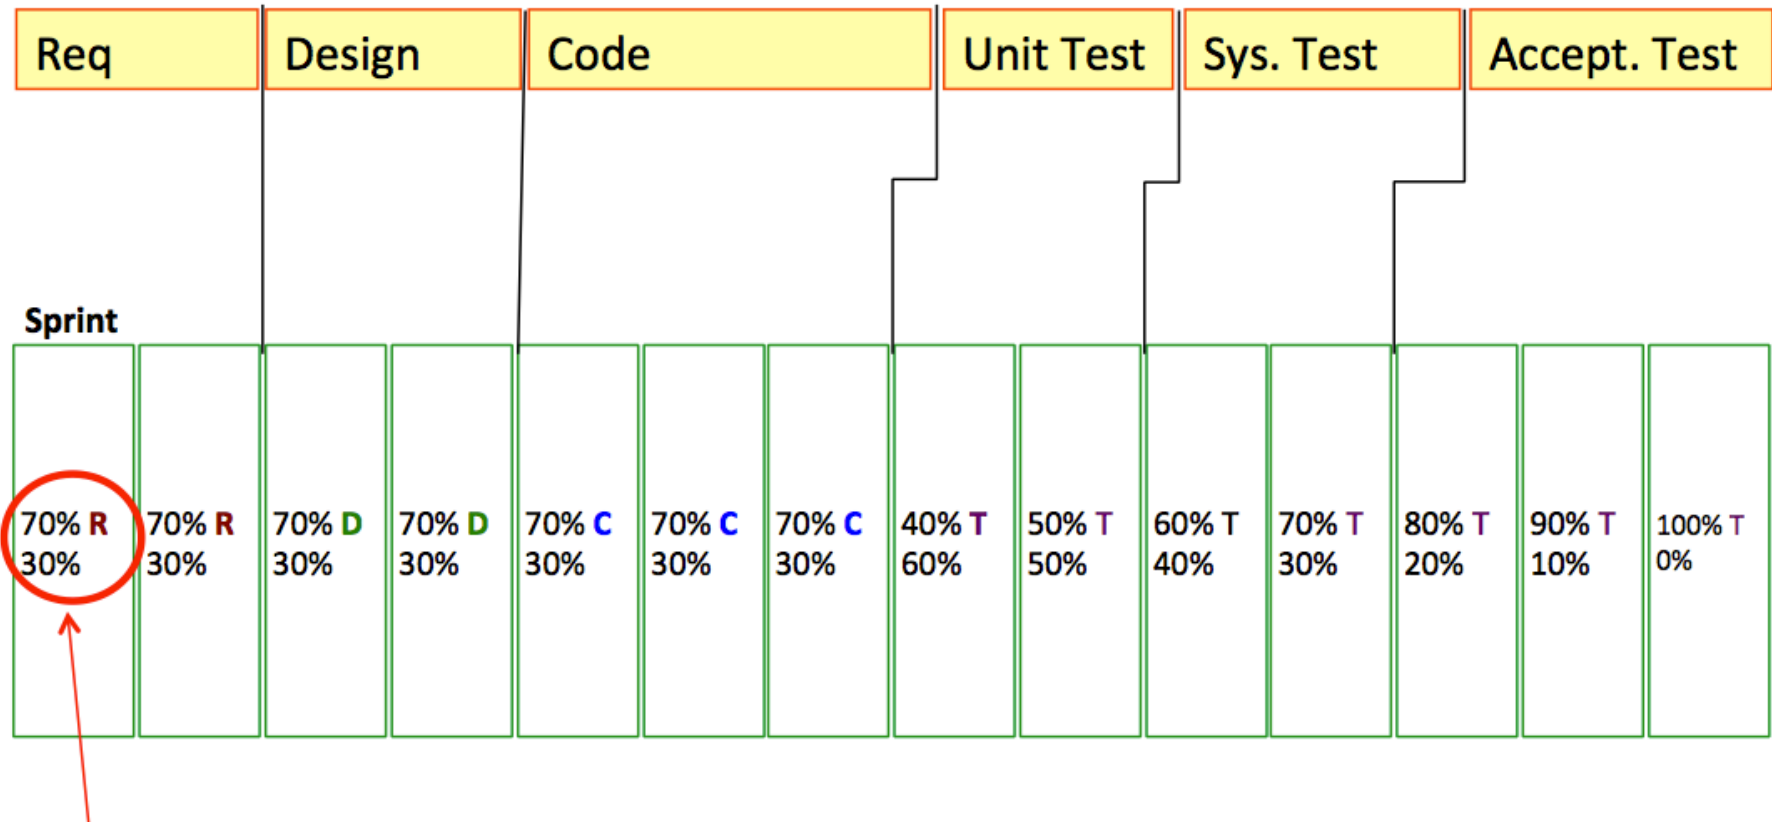 Req Design Code Unit Test Sys. Test Accept. Test
Sprint
70% R 70% R 70% D 70% D 70% C 70% C 70% C 40% T 50% T 60% T 70% T 80% T 90% T 100% T
30% 30% 30% 30% 30% 30% 30% 60% 50% 40% 30% 20% 10% 0%